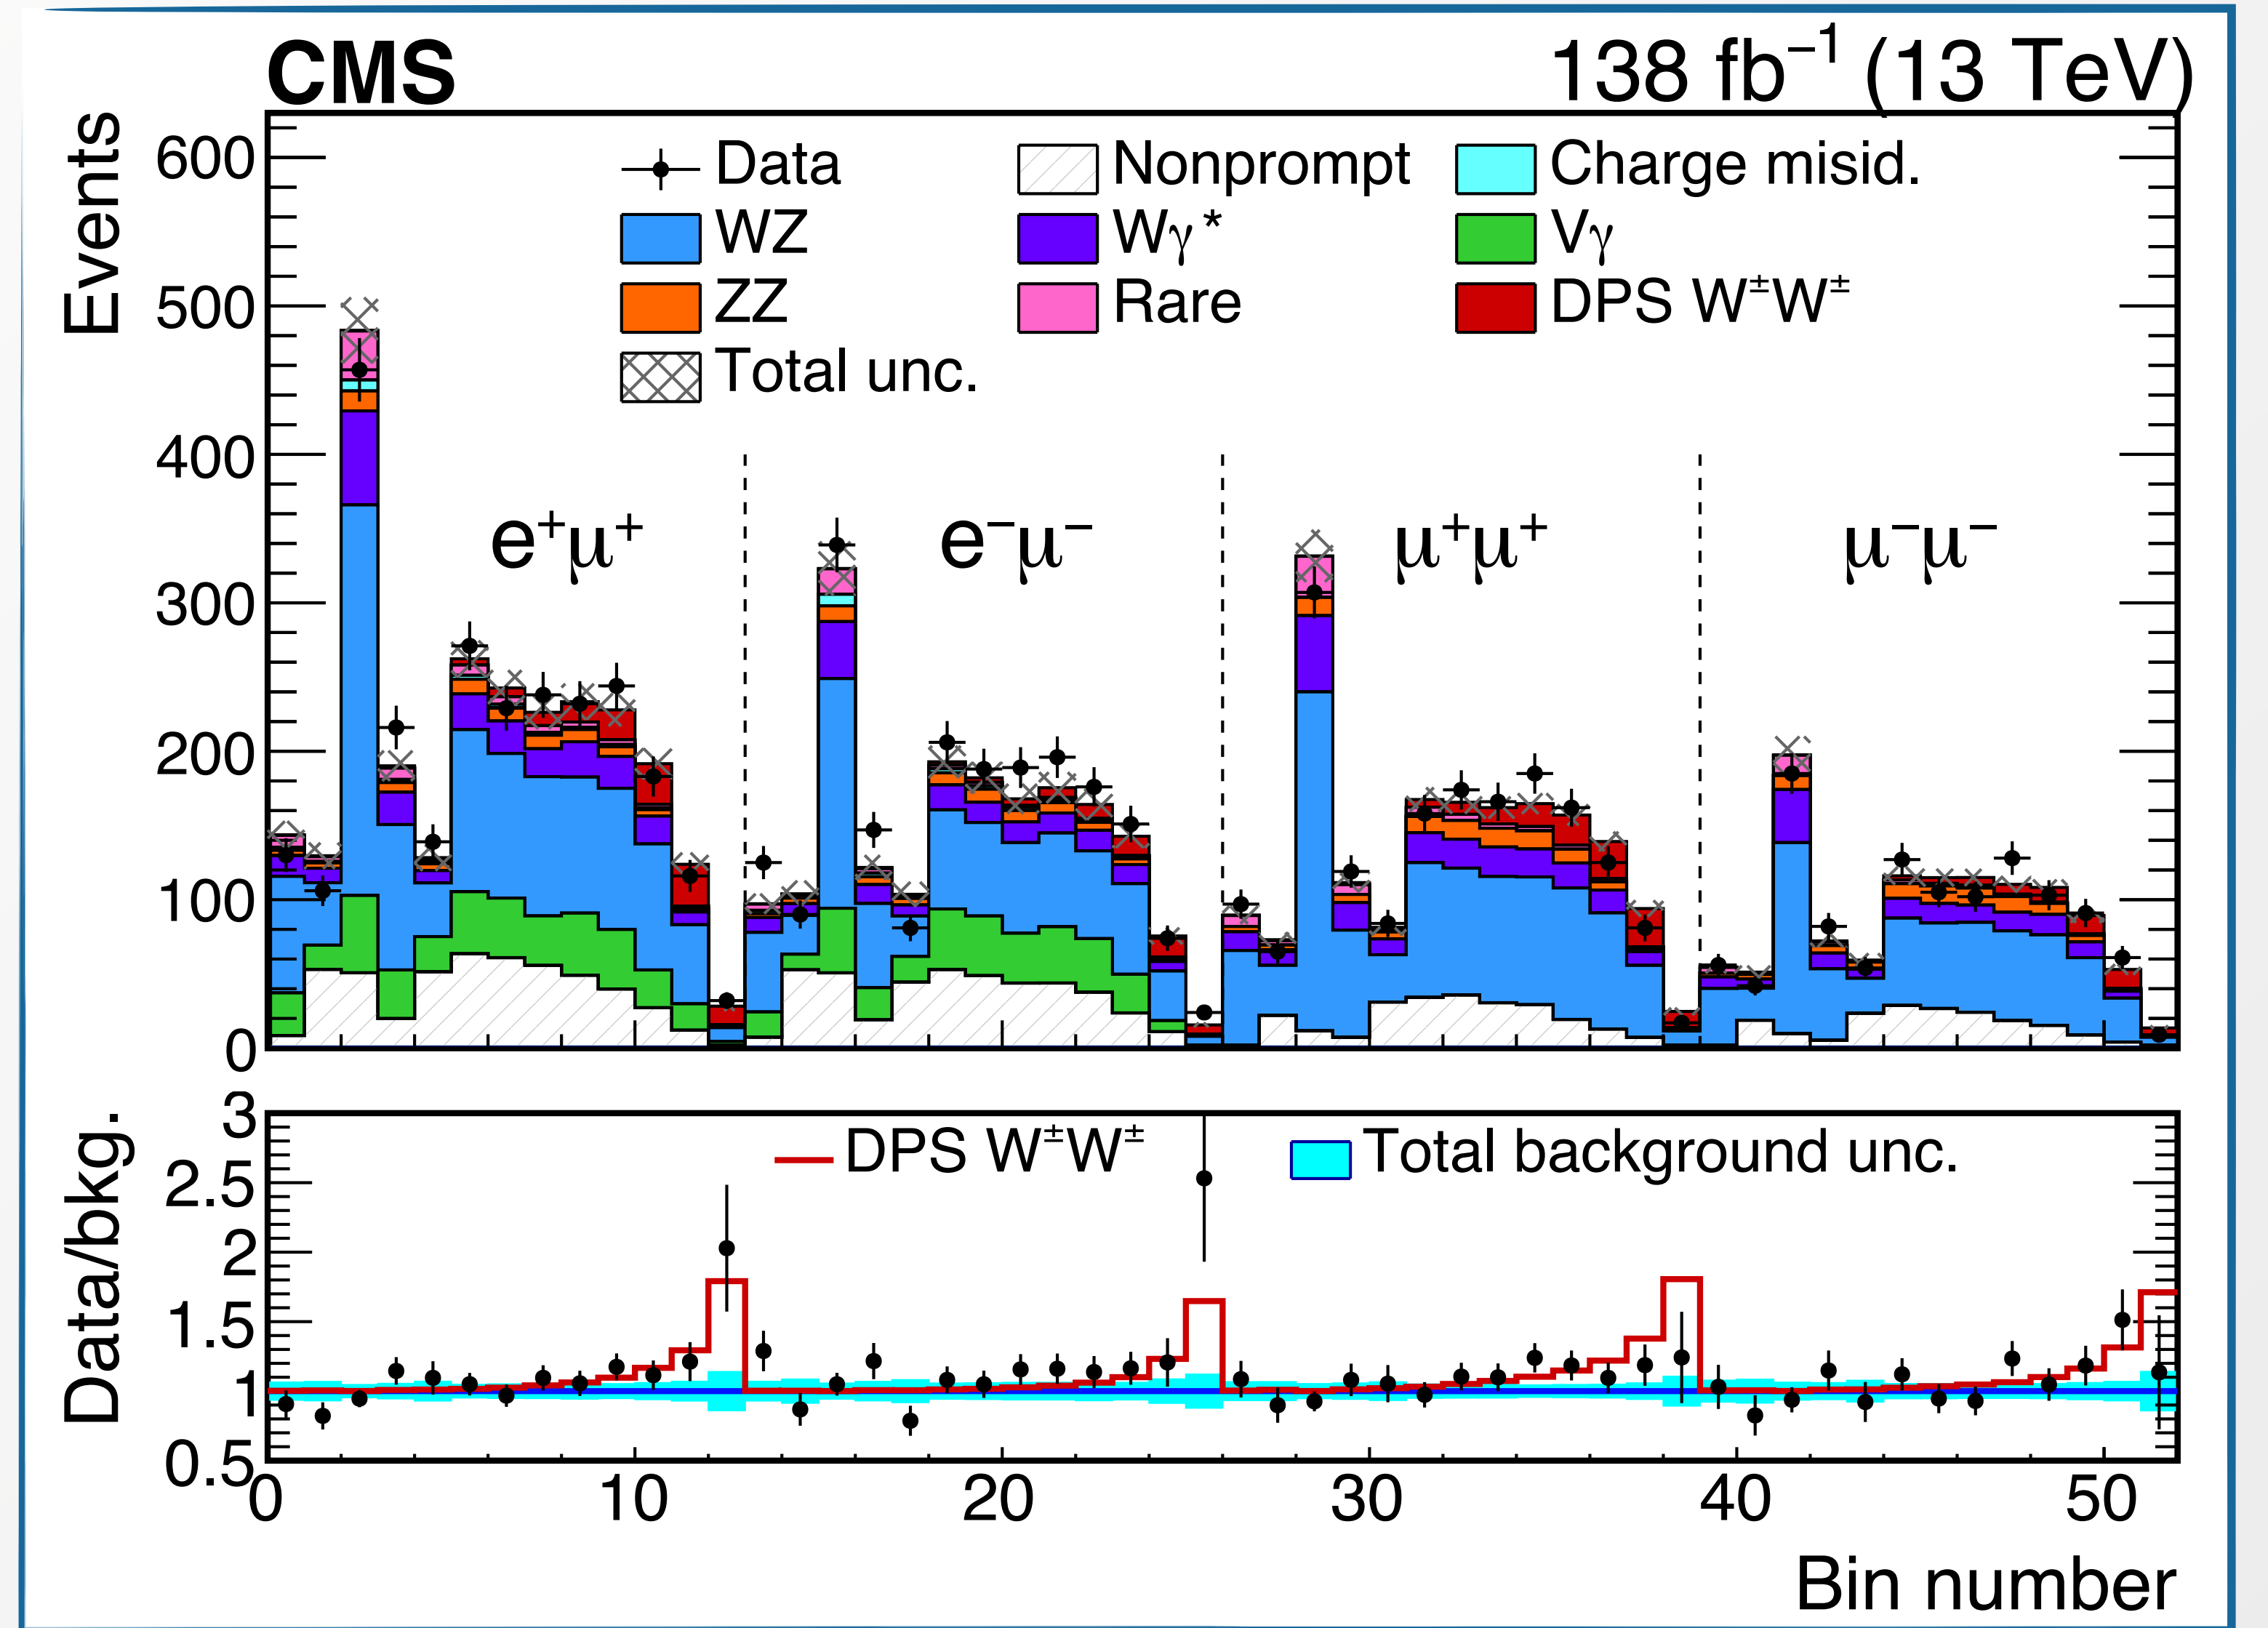 CMS 138 fb⁻¹ (13 TeV)
Events
600
500
400
300
200
100
0
Data Nonprompt Charge misid.
WZ Wγ* Vγ
ZZ Rare DPS W±W±
Total unc.
e⁺μ⁺ e⁻μ⁻ μ⁺μ⁺ μ⁻μ⁻
Data/bkg.
3
2.5
2
1.5
1
0.5
DPS W±W± Total background unc.
0 10 20 30 40 50
Bin number